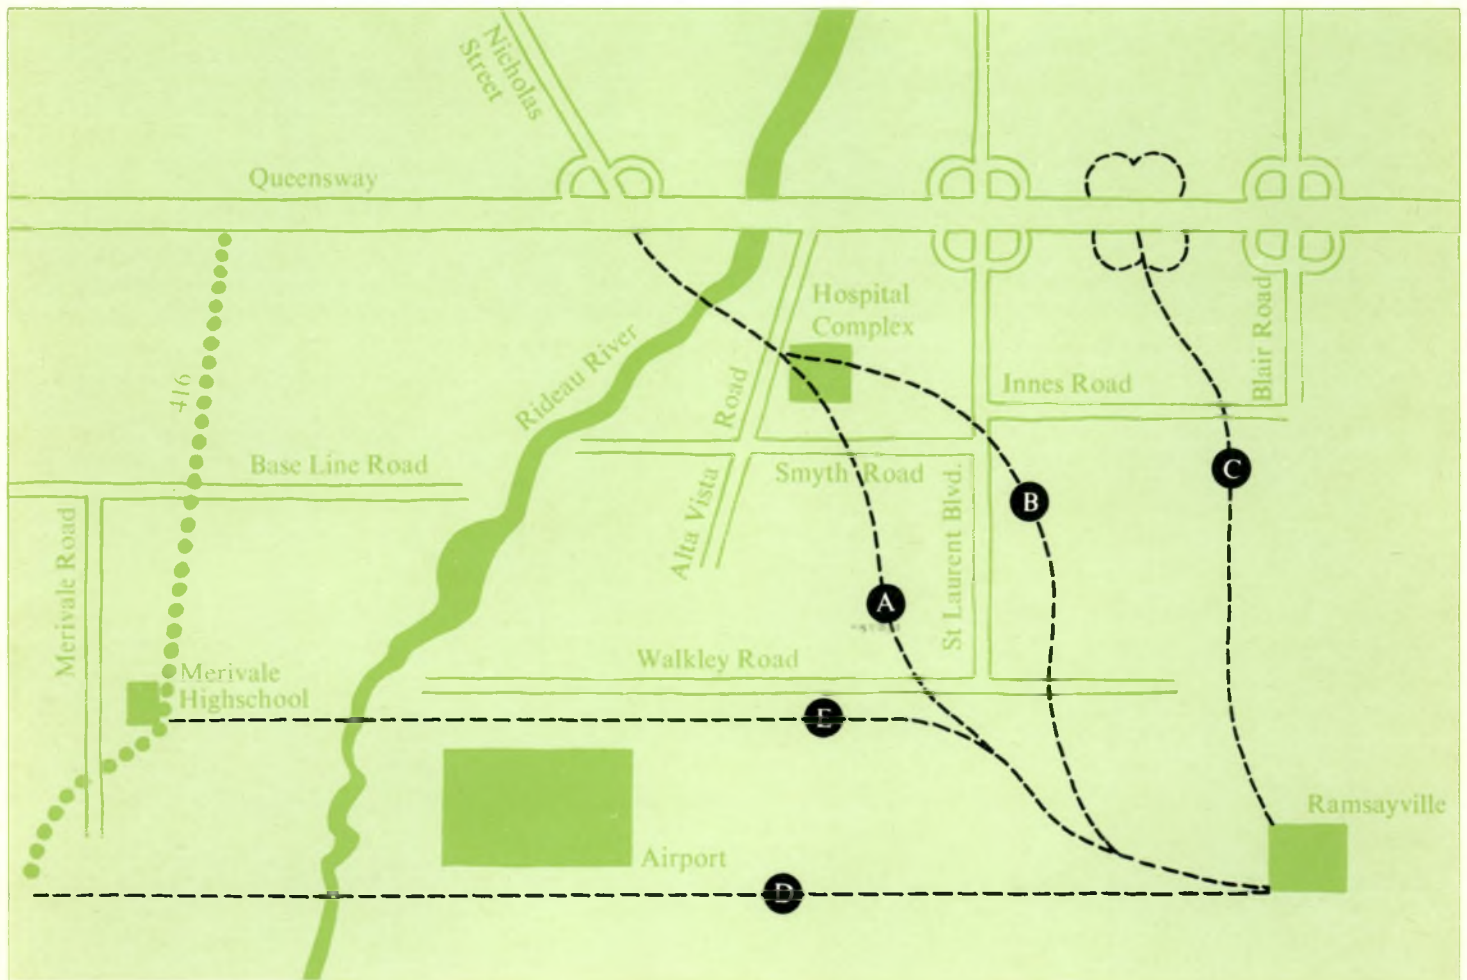 Nicholas
Street
Queensway
Hospital
Complex
Blair Road
Rideau River
416
Road
Innes Road
Base Line Road
Smyth Road
C
B
Alta Vista
St Laurent Blvd.
Merivale Road
A
Walkley Road
Merivale
Highschool
E
Ramsayville
Airport
D